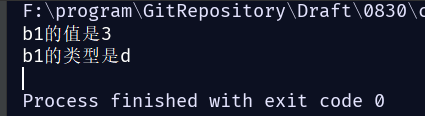 F:\program\GitRepository\Draft\0830\
b1的值是3
b1的类型是d
Process finished with exit code 0